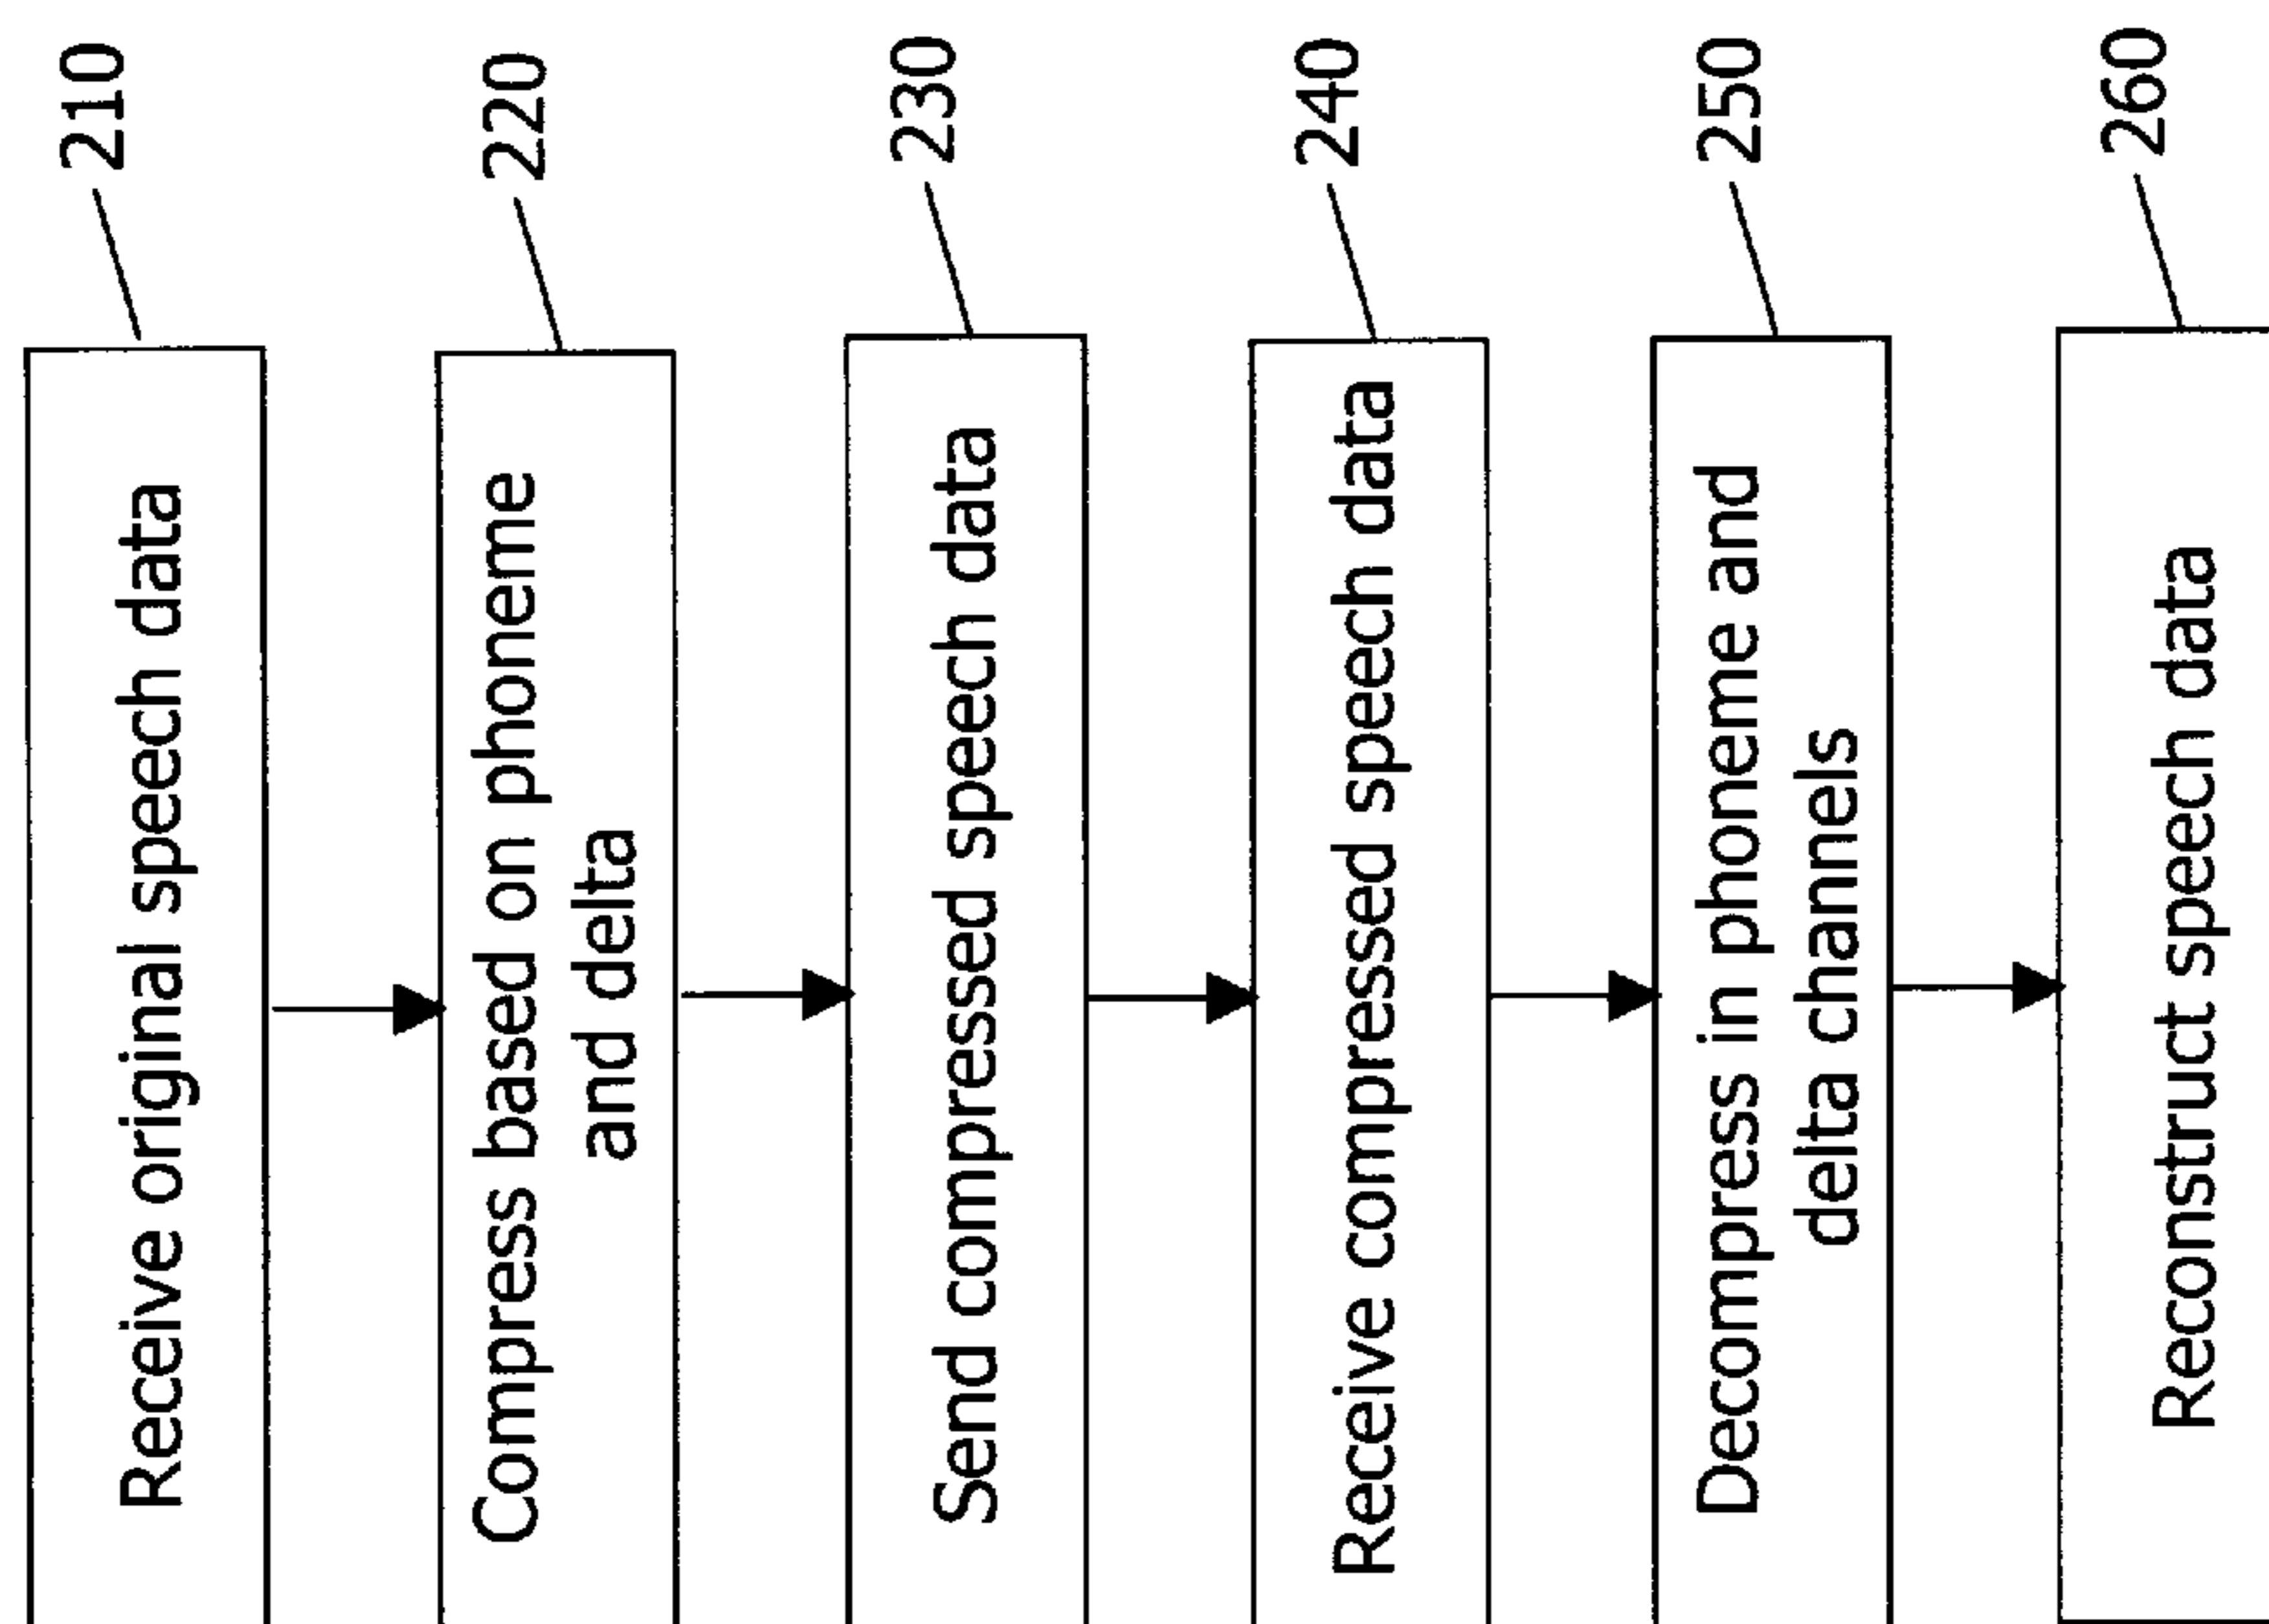 210
Receive original speech data
220
Compress based on phoneme
and delta
230
Send compressed speech data
240
Receive compressed speech data
250
Decompress in phoneme and
delta channels
260
Reconstruct speech data